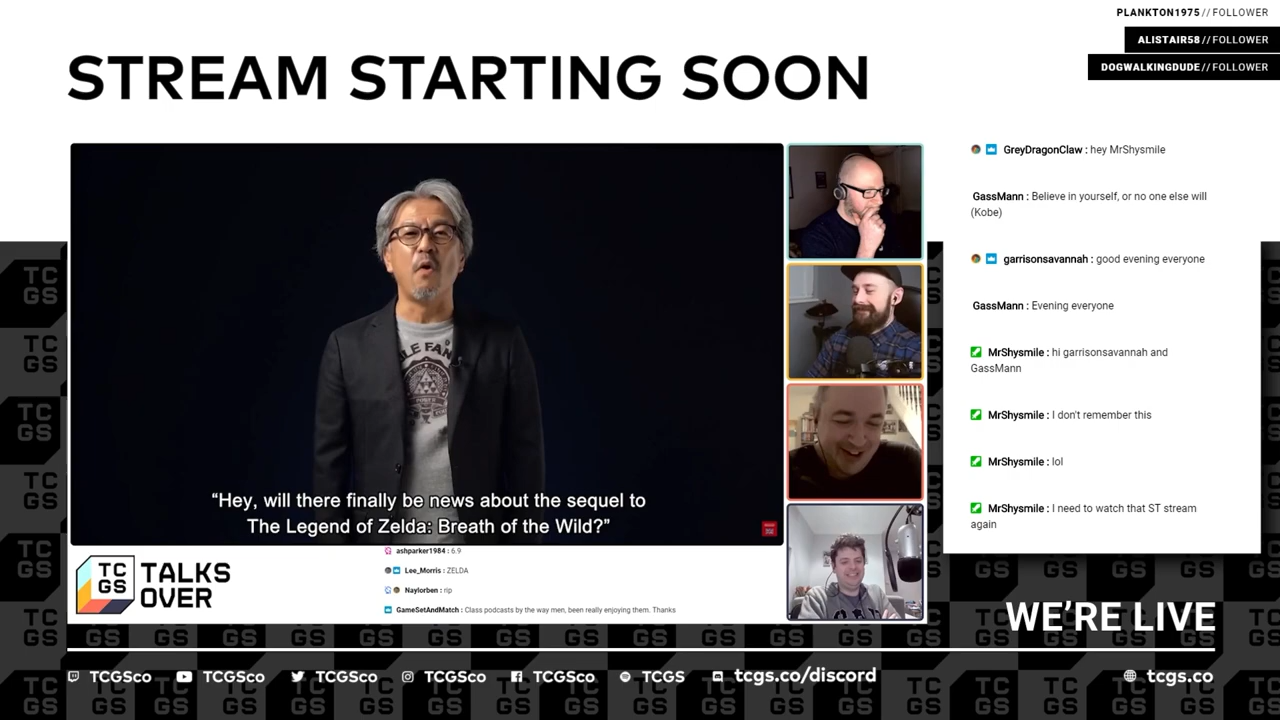 PLANKTON1975//FOLLOWER
ALISTAIR58//FOLLOWER
DOGWALKINGDUDE//FOLLOWER
STREAM STARTING SOON
GreyDragonClaw : hey MrShysmile
GassMann : Believe in yourself, or no one else will
(Kobe)
garrisonsavannah : good evening everyone
GassMann : Evening everyone
MrShysmile : hi garrisonsavannah and
GassMann
MrShysmile : I don't remember this
MrShysmile : lol
MrShysmile : I need to watch that ST stream
again
“Hey, will there finally be news about the sequel to
The Legend of Zelda: Breath of the Wild?”
ashparker1984 : 6.9
Lee_Morris : ZELDA
Naylorben : rip
GameSetAndMatch : Class podcasts by the way men, been really enjoying them. Thanks
TC
GS
TALKS
OVER
WE’RE LIVE
TCGSco TCGSco TCGSco TCGSco TCGSco TCGS tcgs.co/discord tcgs.co